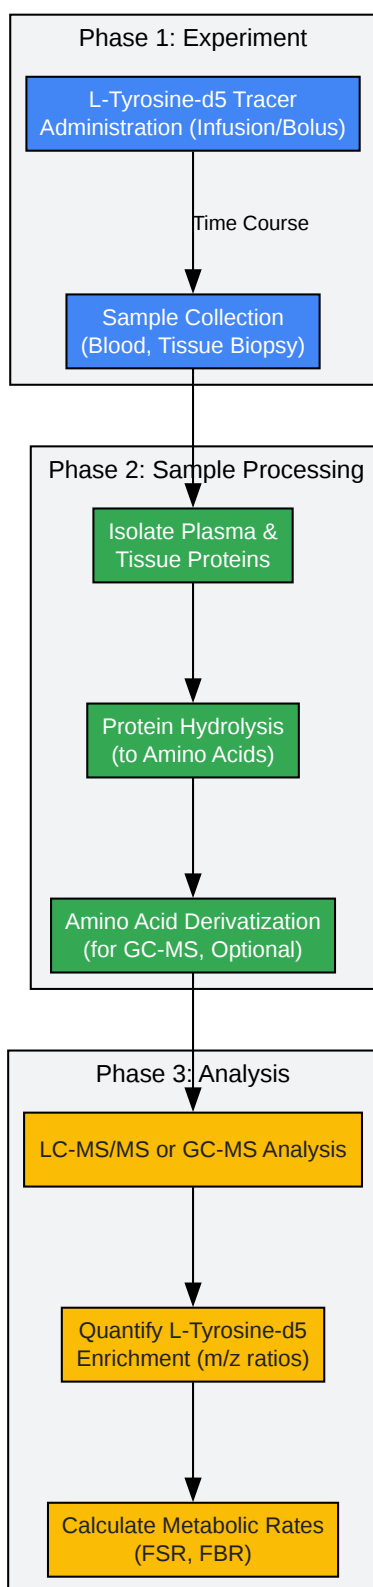 Phase 1: Experiment
L-Tyrosine-d5 Tracer
Administration (Infusion/Bolus)
Time Course
Sample Collection
(Blood, Tissue Biopsy)
Phase 2: Sample Processing
Isolate Plasma &
Tissue Proteins
Protein Hydrolysis
(to Amino Acids)
Amino Acid Derivatization
(for GC-MS, Optional)
Phase 3: Analysis
LC-MS/MS or GC-MS Analysis
Quantify L-Tyrosine-d5
Enrichment (m/z ratios)
Calculate Metabolic Rates
(FSR, FBR)